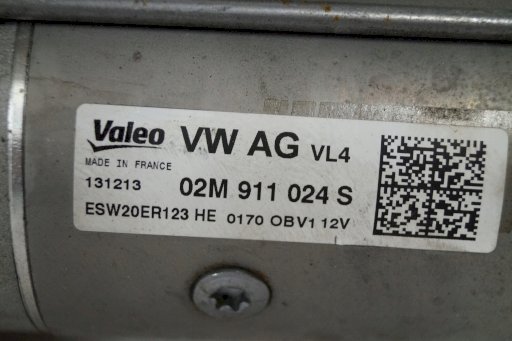 Valeo VW AG VL4
MADE IN FRANCE
131213 02M 911 024 S
ESW20ER123 HE 0170 OBV1 12V